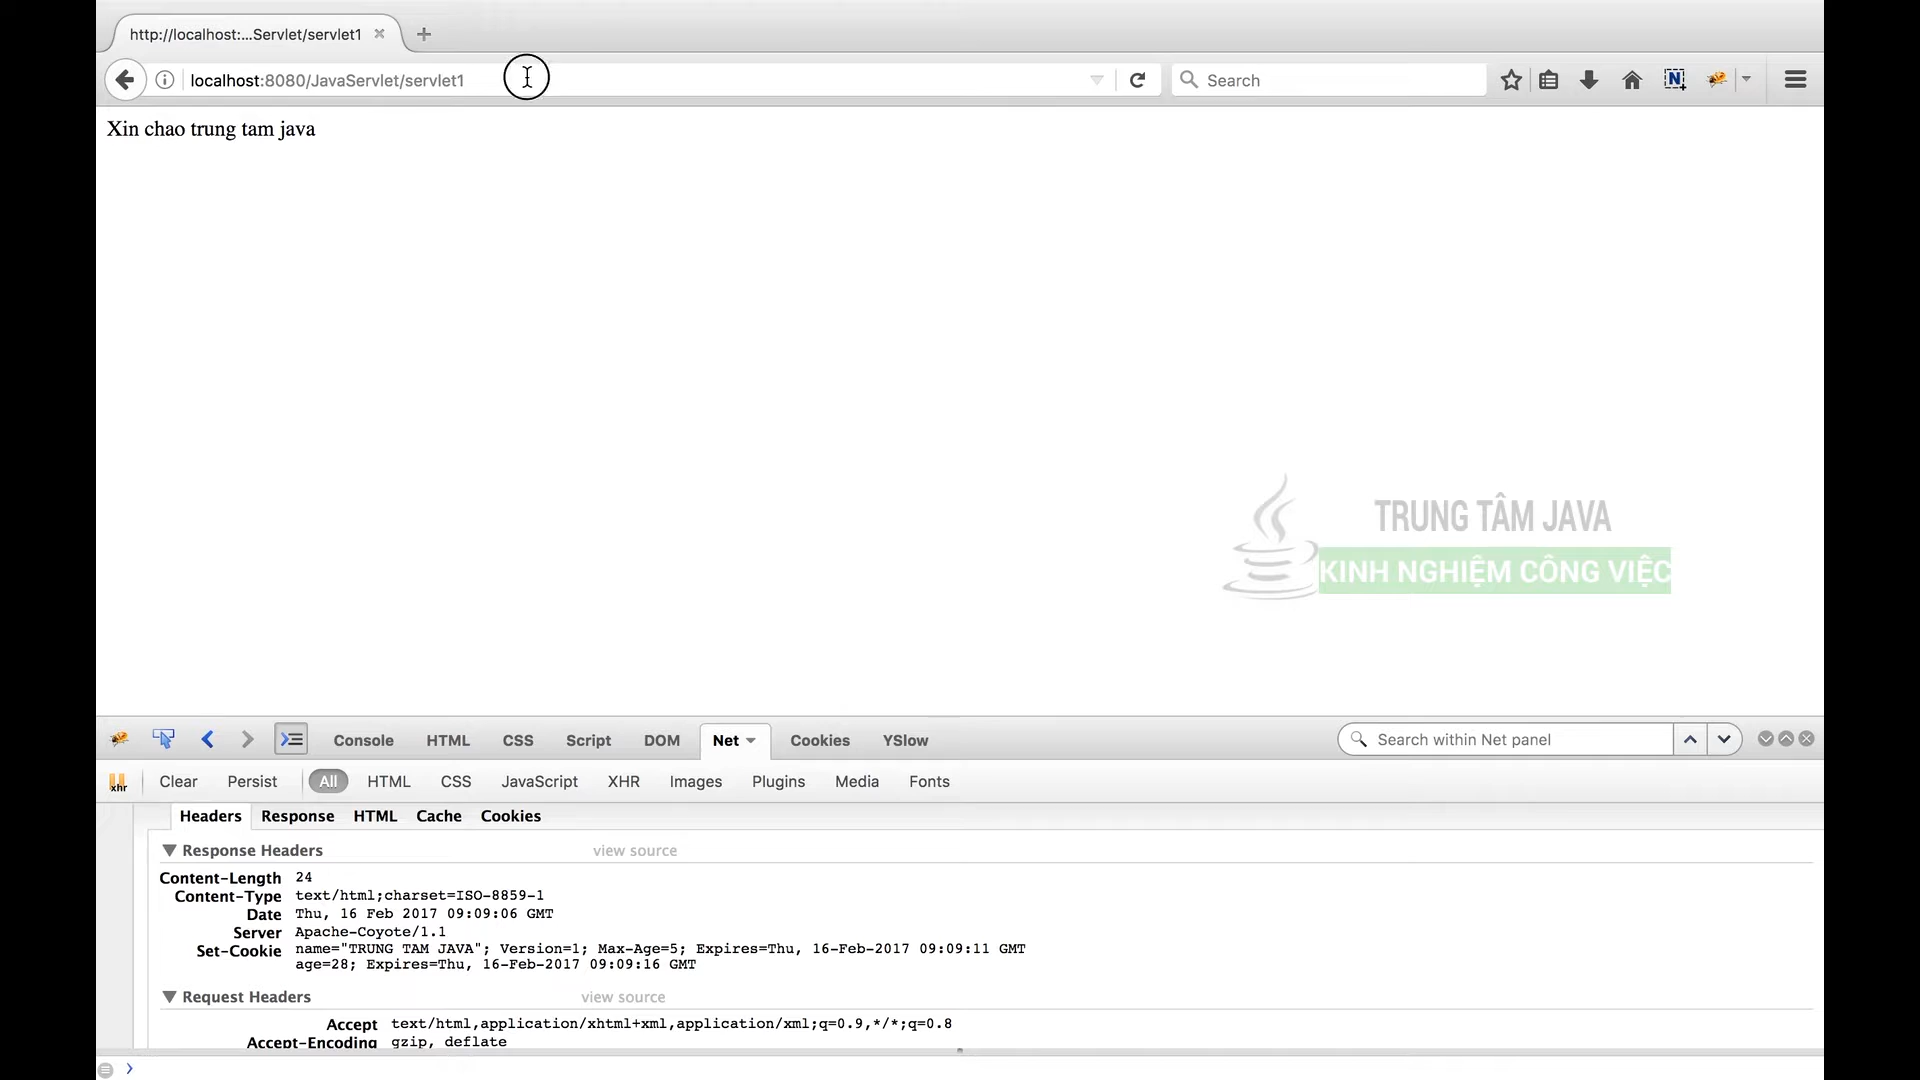 http://localhost:...Servlet/servlet1
localhost:8080/JavaServlet/servlet1
Search
Xin chao trung tam java
TRUNG TÂM JAVA
KINH NGHIỆM CÔNG VIỆC
Console HTML CSS Script DOM Net Cookies YSlow
Search within Net panel
xhr Clear Persist All HTML CSS JavaScript XHR Images Plugins Media Fonts
Headers Response HTML Cache Cookies
Response Headers view source
Content-Length 24
Content-Type text/html;charset=ISO-8859-1
Date Thu, 16 Feb 2017 09:09:06 GMT
Server Apache-Coyote/1.1
Set-Cookie name="TRUNG TAM JAVA"; Version=1; Max-Age=5; Expires=Thu, 16-Feb-2017 09:09:11 GMT
age=28; Expires=Thu, 16-Feb-2017 09:09:16 GMT
Request Headers view source
Accept text/html,application/xhtml+xml,application/xml;q=0.9,*/*;q=0.8
Accept-Encoding gzip, deflate